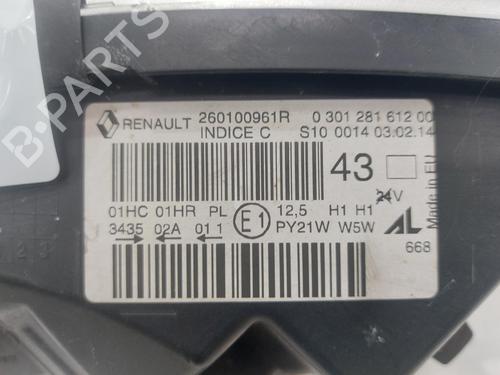 RENAULT 260100961R 0 301 281 612 00
INDICE C S10 0014 03.02.14
43
24V
Made in EU
01HC 01HR PL E1 12,5 H1 H1 AL
3435 02A 01 1 PY21W W5W
668
B-PARTS